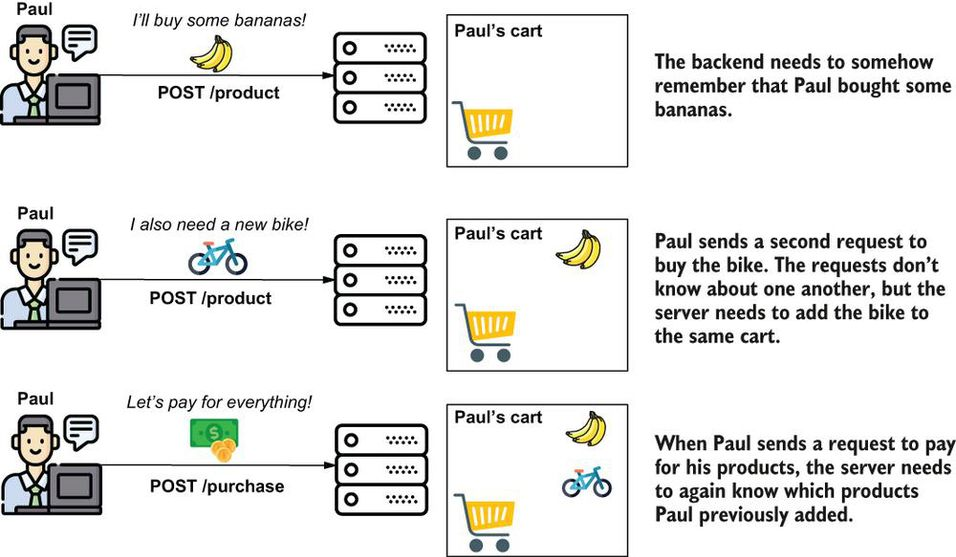 Paul
I'll buy some bananas!
POST /product
Paul's cart
The backend needs to somehow
remember that Paul bought some
bananas.
Paul
I also need a new bike!
POST /product
Paul's cart
Paul sends a second request to
buy the bike. The requests don't
know about one another, but the
server needs to add the bike to
the same cart.
Paul
Let's pay for everything!
$
POST /purchase
Paul's cart
When Paul sends a request to pay
for his products, the server needs
to again know which products
Paul previously added.